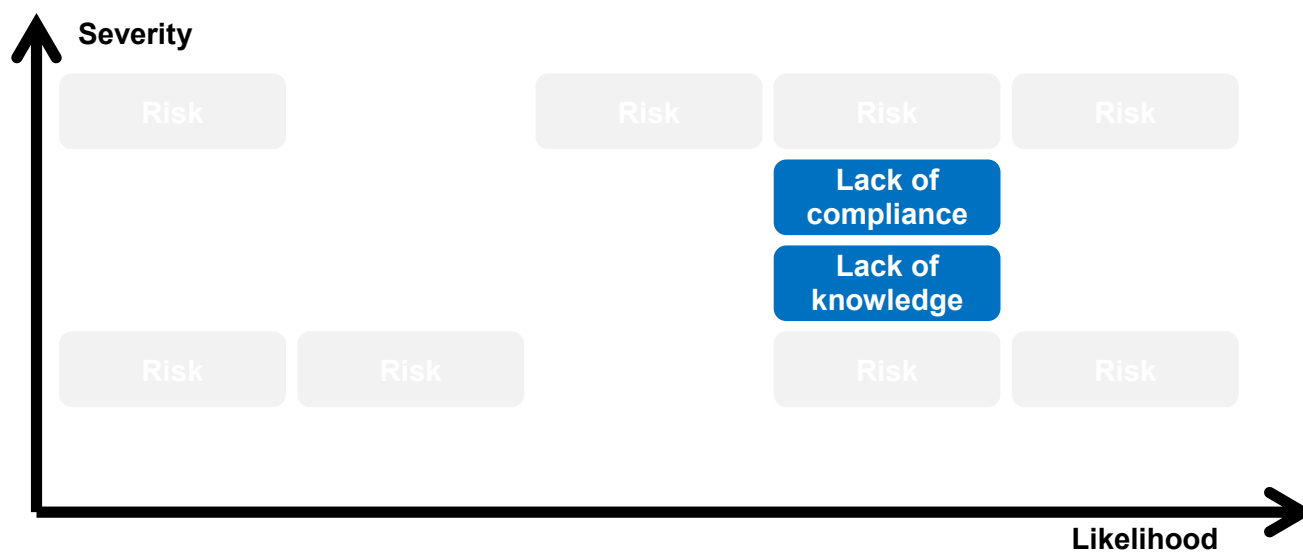 Severity
Risk
Risk
Risk
Risk
Lack of
compliance
Lack of
knowledge
Risk
Risk
Risk
Risk
Likelihood